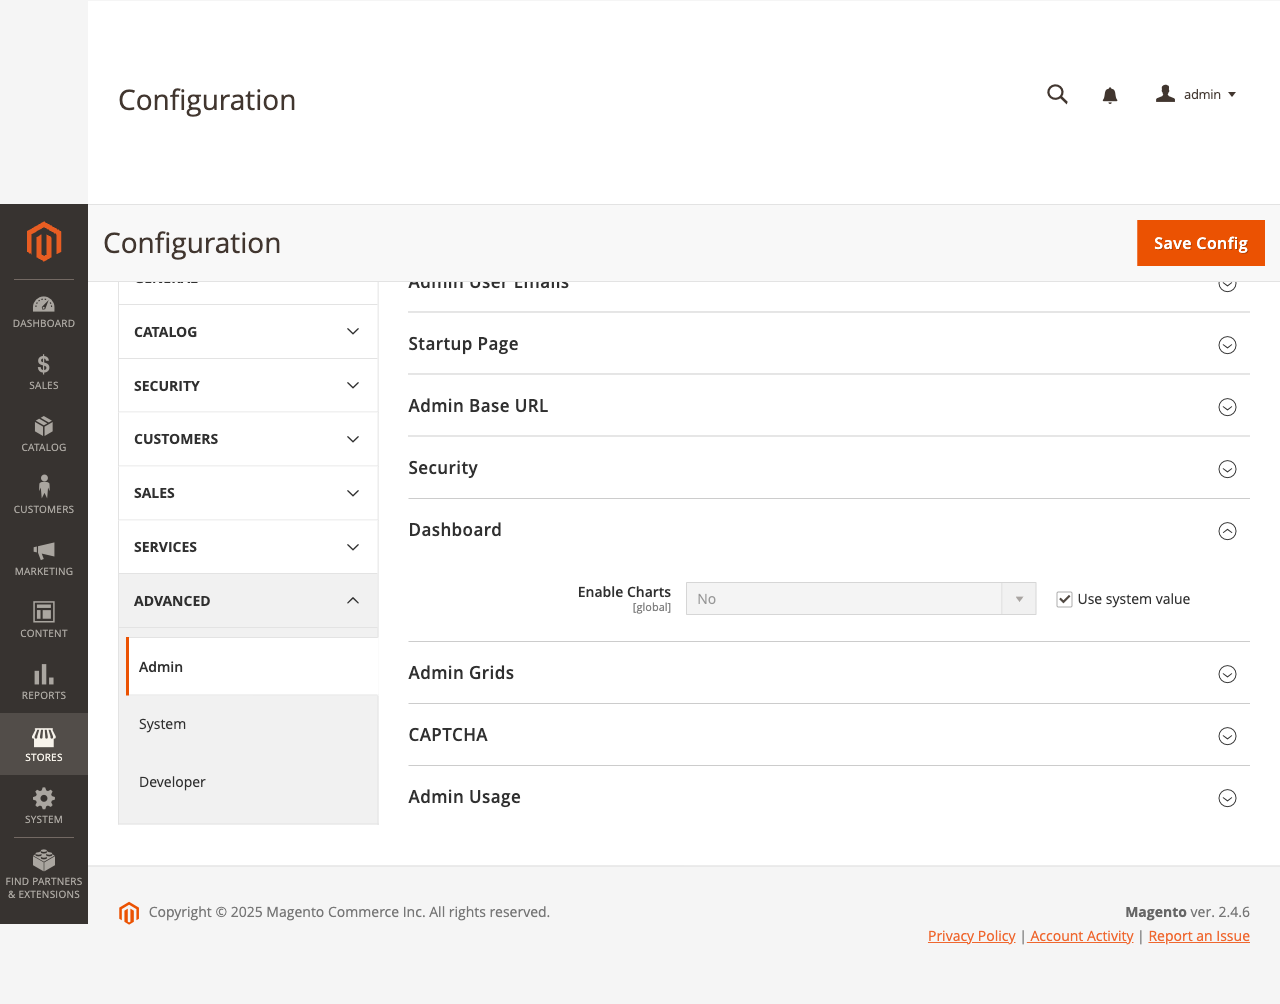 Configuration
admin
Configuration
Save Config
DASHBOARD
SALES
CATALOG
CUSTOMERS
MARKETING
CONTENT
REPORTS
STORES
SYSTEM
FIND PARTNERS
& EXTENSIONS
GENERAL
CATALOG
SECURITY
CUSTOMERS
SALES
SERVICES
ADVANCED
Admin
System
Developer
Admin User Emails
Startup Page
Admin Base URL
Security
Dashboard
Enable Charts
[global]
No
Use system value
Admin Grids
CAPTCHA
Admin Usage
Copyright © 2025 Magento Commerce Inc. All rights reserved.
Magento ver. 2.4.6
Privacy Policy | Account Activity | Report an Issue